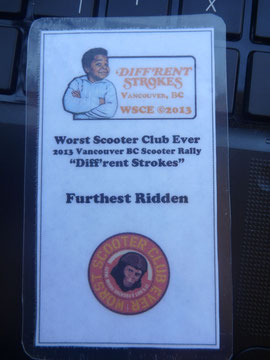 DIFF'RENT
STROKES
VANCOUVER, BC
WSCE ©2013
Worst Scooter Club Ever
2013 Vancouver BC Scooter Rally
"Diff'rent Strokes"
Furthest Ridden
WORST SCOOTER CLUB EVER